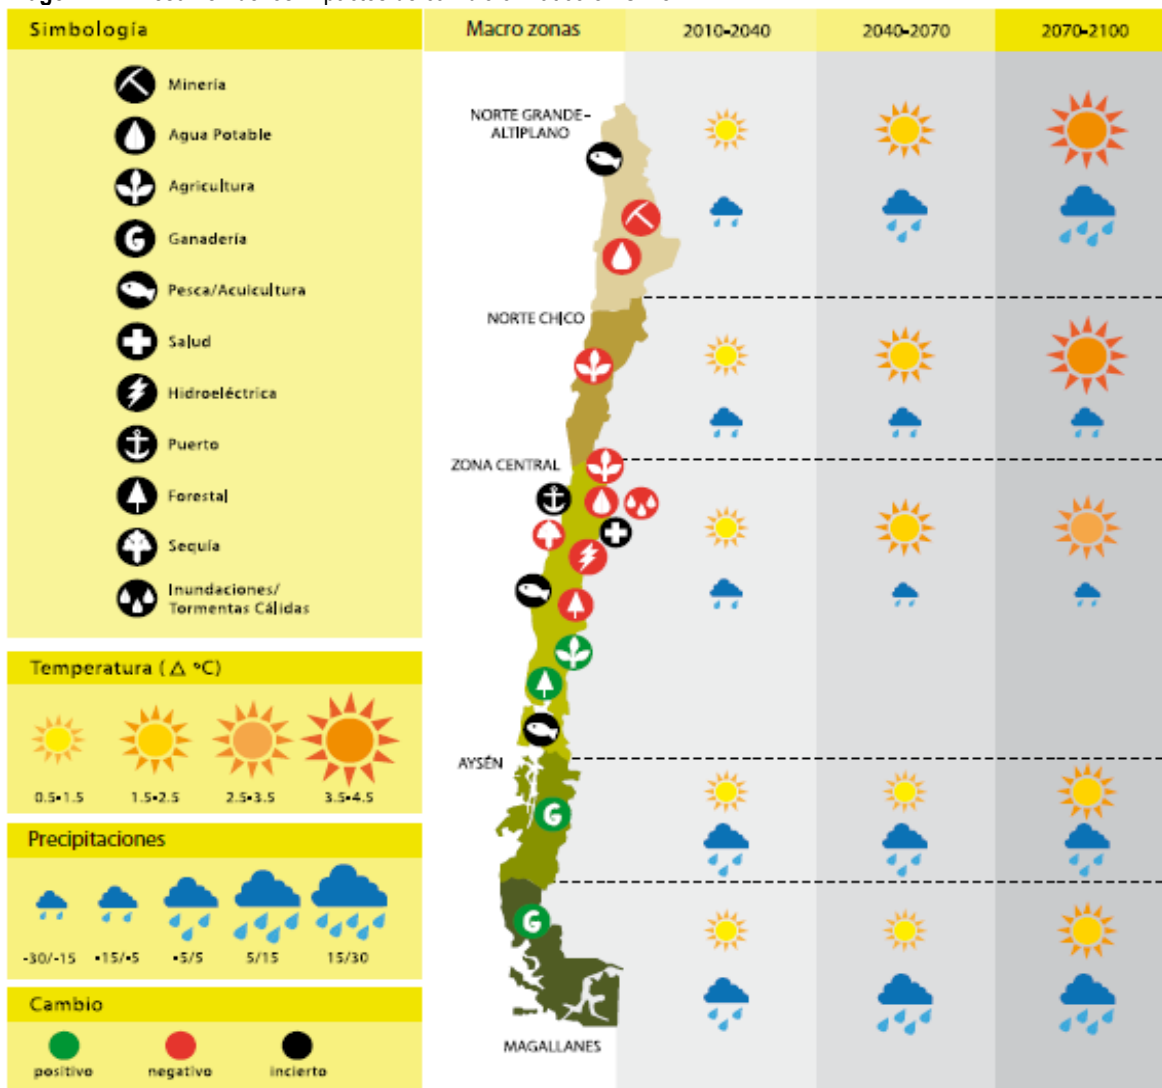 Simbología
Minería
Agua Potable
Agricultura
Ganadería
Pesca/Acuicultura
Salud
Hidroeléctrica
Puerto
Forestal
Sequía
Inundaciones/
Tormentas Cálidas
Temperatura (△ ºC)
0.5•1.5 1.5•2.5 2.5•3.5 3.5•4.5
Precipitaciones
-30/-15 •15/•5 •5/5 5/15 15/30
Cambio
positivo negativo incierto
Macro zonas 2010-2040 2040-2070 2070-2100
NORTE GRANDE-
ALTIPLANO
NORTE CHICO
ZONA CENTRAL
AYSÉN
MAGALLANES